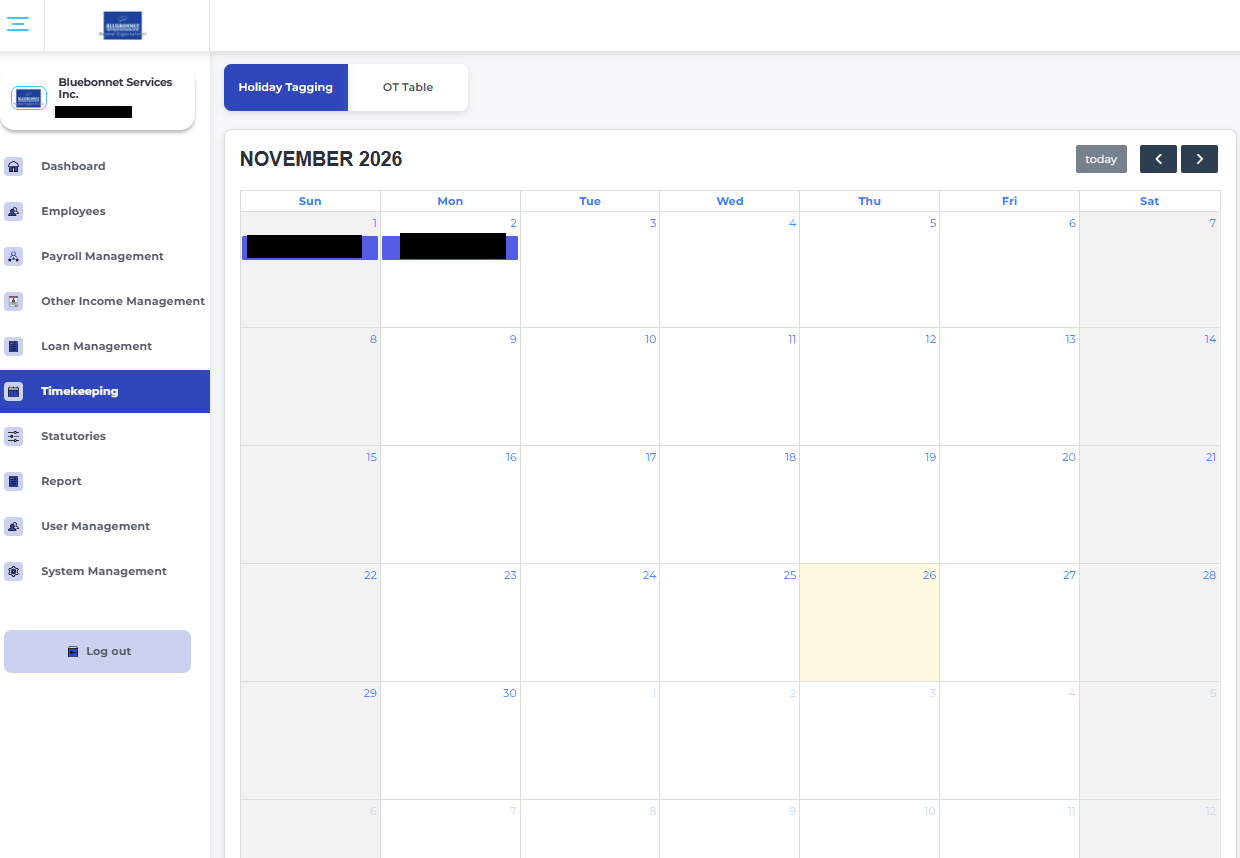 BLUEBONNET
Bluebonnet Services
Inc.
Dashboard
Employees
Payroll Management
Other Income Management
Loan Management
Timekeeping
Statutories
Report
User Management
System Management
Log out
Holiday Tagging
OT Table
NOVEMBER 2026
today
Sun Mon Tue Wed Thu Fri Sat
1 2 3 4 5 6 7
8 9 10 11 12 13 14
15 16 17 18 19 20 21
22 23 24 25 26 27 28
29 30 1 2 3 4 5
6 7 8 9 10 11 12